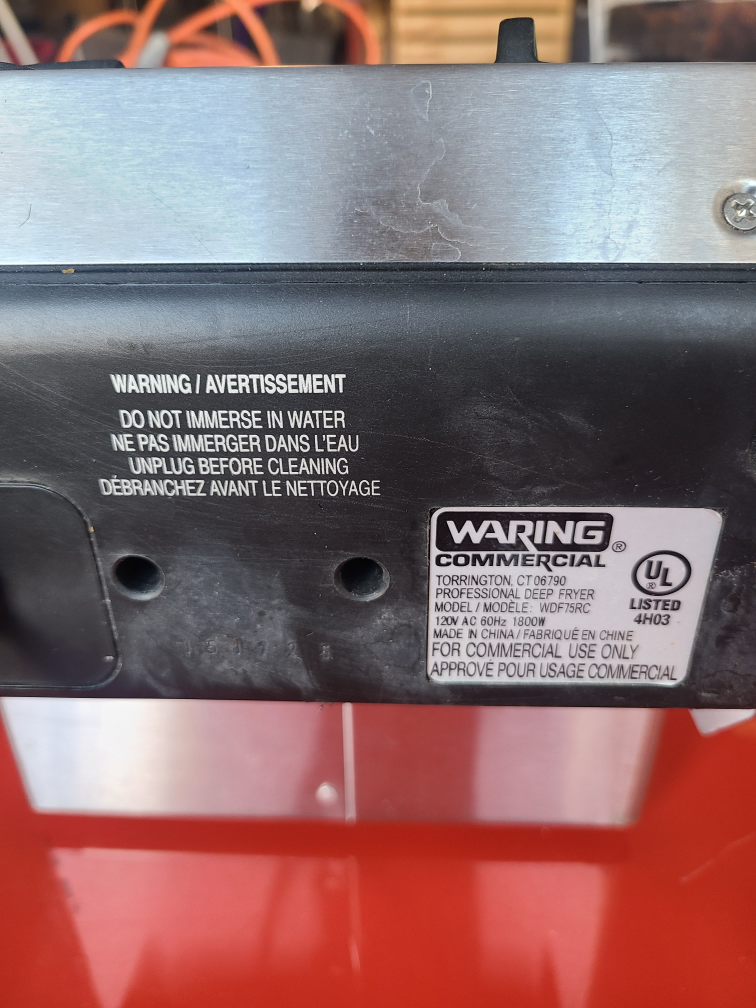 WARNING / AVERTISSEMENT
DO NOT IMMERSE IN WATER
NE PAS IMMERGER DANS L'EAU
UNPLUG BEFORE CLEANING
DÉBRANCHEZ AVANT LE NETTOYAGE
WARING®
COMMERCIAL
TORRINGTON, CT 06790
PROFESSIONAL DEEP FRYER
MODEL / MODÈLE: WDF75RC
120V AC 60Hz 1800W
MADE IN CHINA / FABRIQUÉ EN CHINE
FOR COMMERCIAL USE ONLY
APPROVÉ POUR USAGE COMMERCIAL
UL®
LISTED
4H03